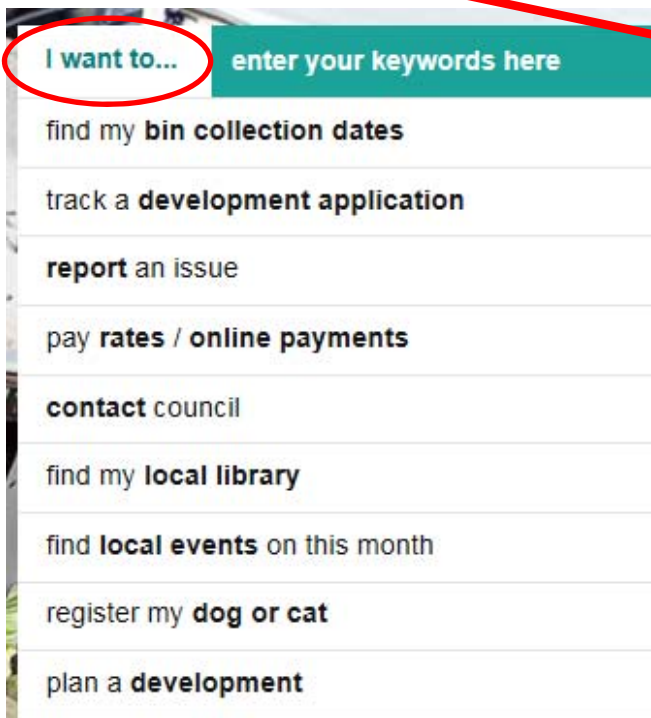 I want to... enter your keywords here
find my bin collection dates
track a development application
report an issue
pay rates / online payments
contact council
find my local library
find local events on this month
register my dog or cat
plan a development